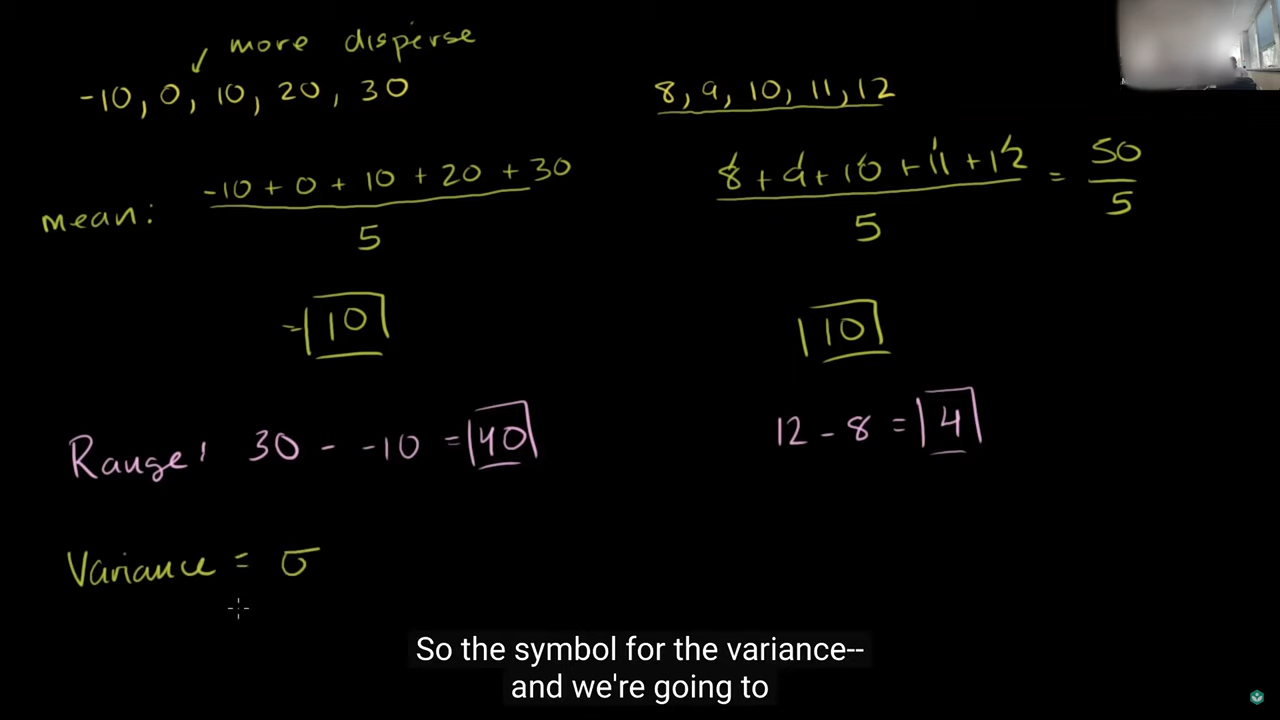 more disperse
-10, 0, 10, 20, 30
8, 9, 10, 11, 12
mean: -10 + 0 + 10 + 20 + 30
5
8 + 9 + 10 + 11 + 12 = 50
5 5
= 10
10
Range: 30 - -10 = 40
12 - 8 = 4
Variance = σ
So the symbol for the variance--
and we're going to